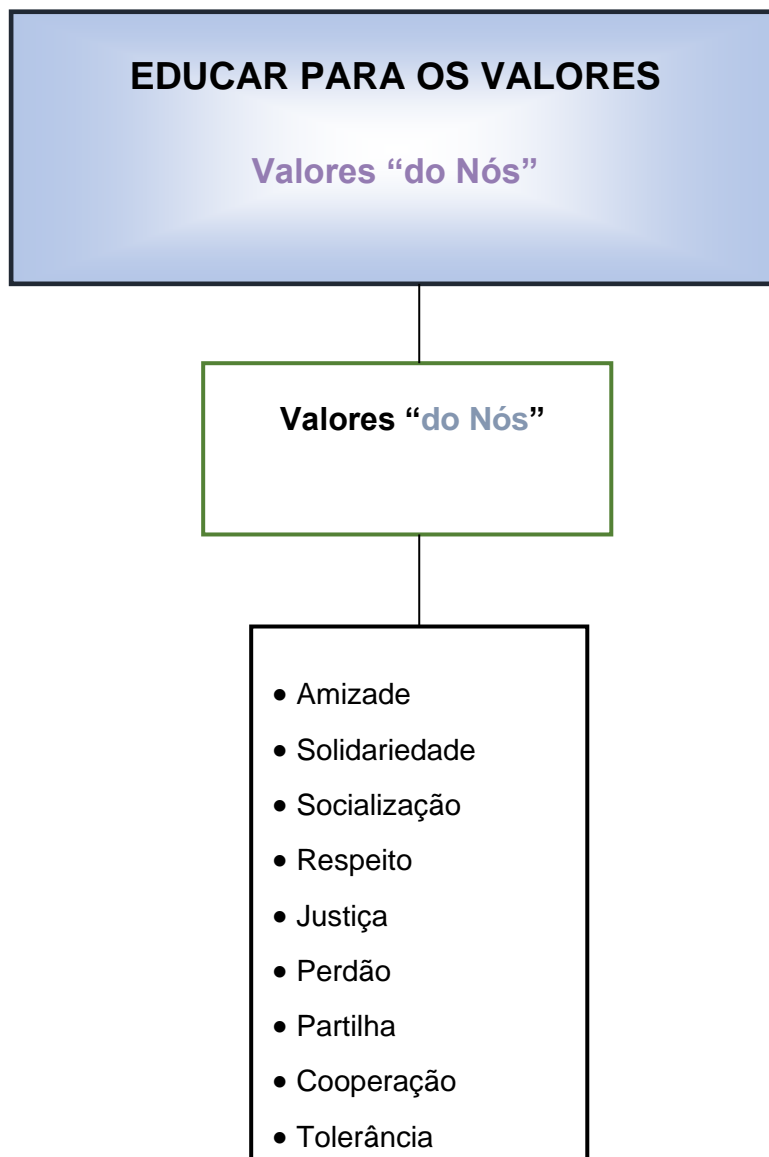 EDUCAR PARA OS VALORES
Valores “do Nós”
Valores “do Nós”
• Amizade
• Solidariedade
• Socialização
• Respeito
• Justiça
• Perdão
• Partilha
• Cooperação
• Tolerância